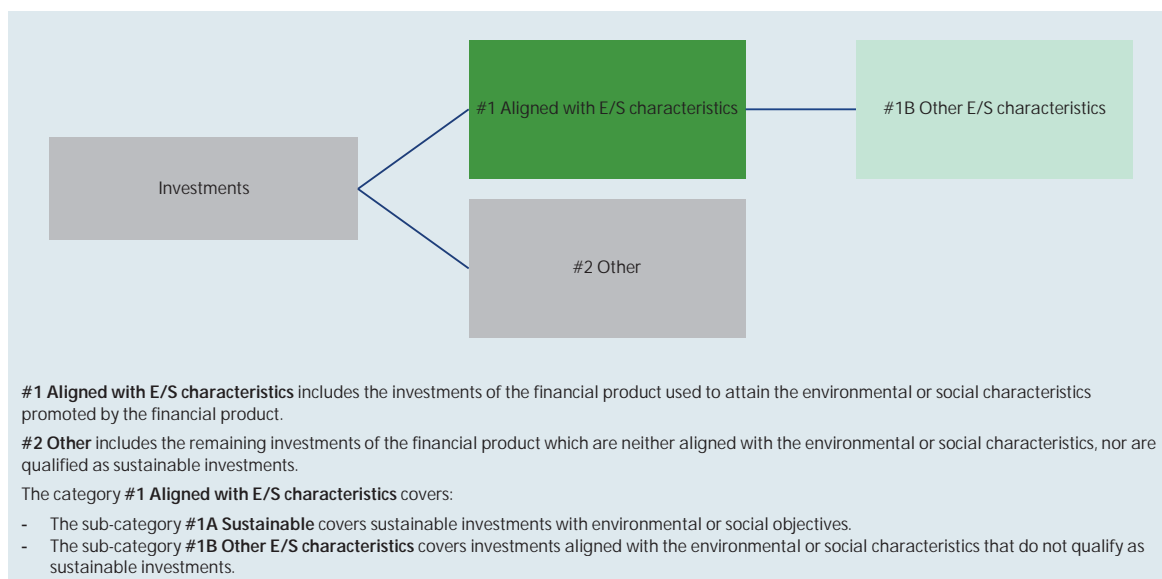 #1 Aligned with E/S characteristics
#1B Other E/S characteristics
Investments
#2 Other
#1 Aligned with E/S characteristics includes the investments of the financial product used to attain the environmental or social characteristics
promoted by the financial product.
#2 Other includes the remaining investments of the financial product which are neither aligned with the environmental or social characteristics, nor are
qualified as sustainable investments.
The category #1 Aligned with E/S characteristics covers:
- The sub-category #1A Sustainable covers sustainable investments with environmental or social objectives.
- The sub-category #1B Other E/S characteristics covers investments aligned with the environmental or social characteristics that do not qualify as
sustainable investments.